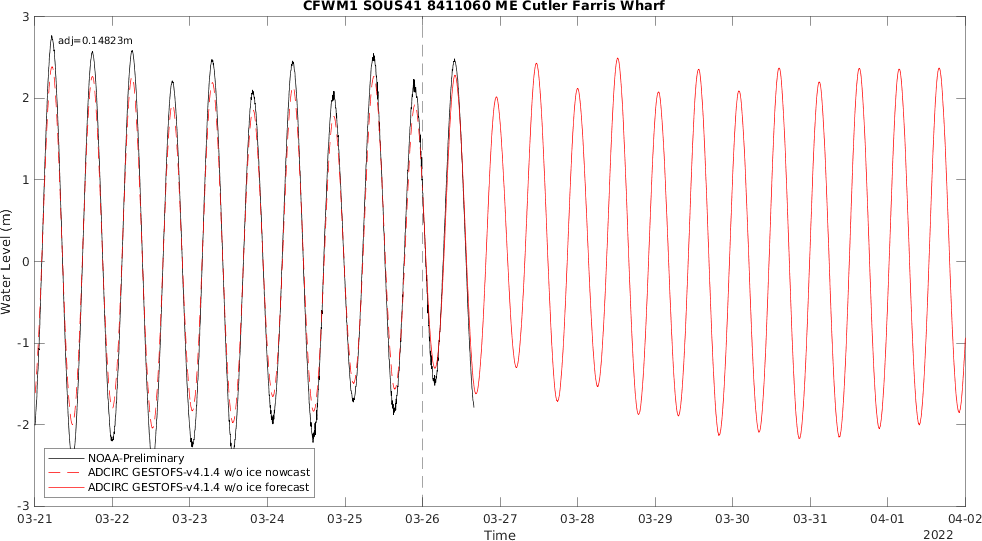 CFWM1 SOUS41 8411060 ME Cutler Farris Wharf
3
adj=0.14823m
2
1
0
-1
-2
-3
Water Level (m)
NOAA-Preliminary
ADCIRC GESTOFS-v4.1.4 w/o ice nowcast
ADCIRC GESTOFS-v4.1.4 w/o ice forecast
03-21 03-22 03-23 03-24 03-25 03-26 03-27 03-28 03-29 03-30 03-31 04-01 04-02
Time
2022